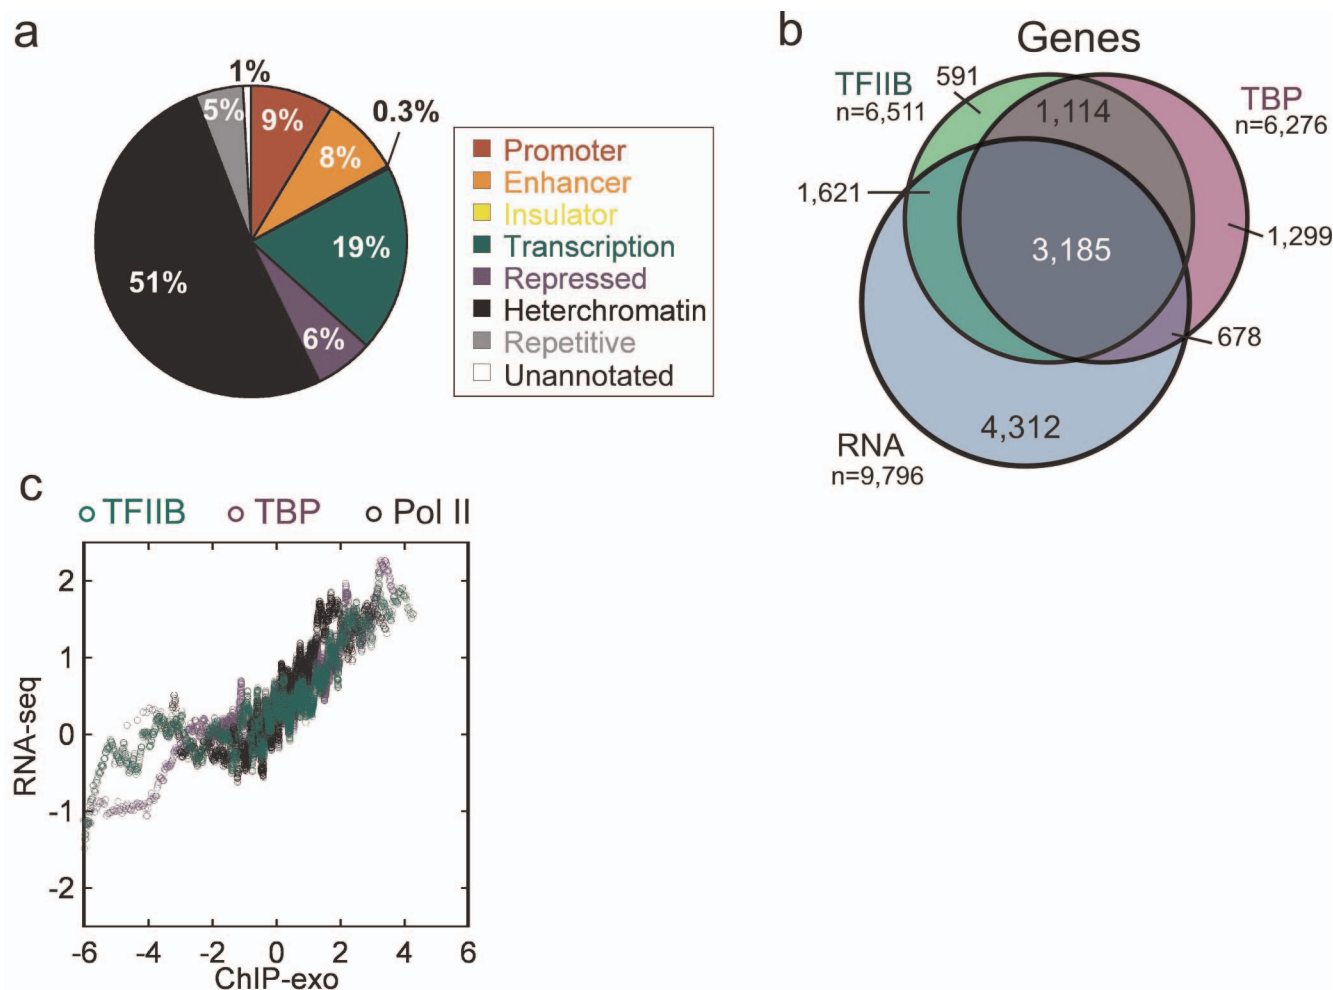 a
1%
5%
9%
0.3%
8%
19%
51%
6%
Promoter
Enhancer
Insulator
Transcription
Repressed
Heterchromatin
Repetitive
Unannotated
b
Genes
TFIIB
n=6,511
591
1,114
TBP
n=6,276
1,621
3,185
1,299
678
4,312
RNA
n=9,796
c
TFIIB TBP Pol II
RNA-seq
2
1
0
-1
-2
-6 -4 -2 0 2 4 6
ChIP-exo